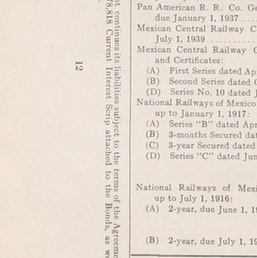 Pan American R. R. Co. Ge
due January 1, 1937....
Mexican Central Railway C
July 1, 1939
Mexican Central Railway
and Certificates:
(A) First Series dated Ap
(B) Second Series dated
(D) Series No. 10 dated J
National Railways of Mexico
up to January 1, 1917:
(A) Series "B" dated Apr
(B) 3-months Secured dat
(C) 3-year Secured dated
(D) Series "C" dated Jun
National Railways of Mexi
up to July 1, 1916:
(A) 2-year, due June 1, 19
(B) 2-year, due July 1, 19
nt continues its liabilities subject to the terms of the Agreeme
78,818 Current Interest Scrip attached to the Bonds, as we
12